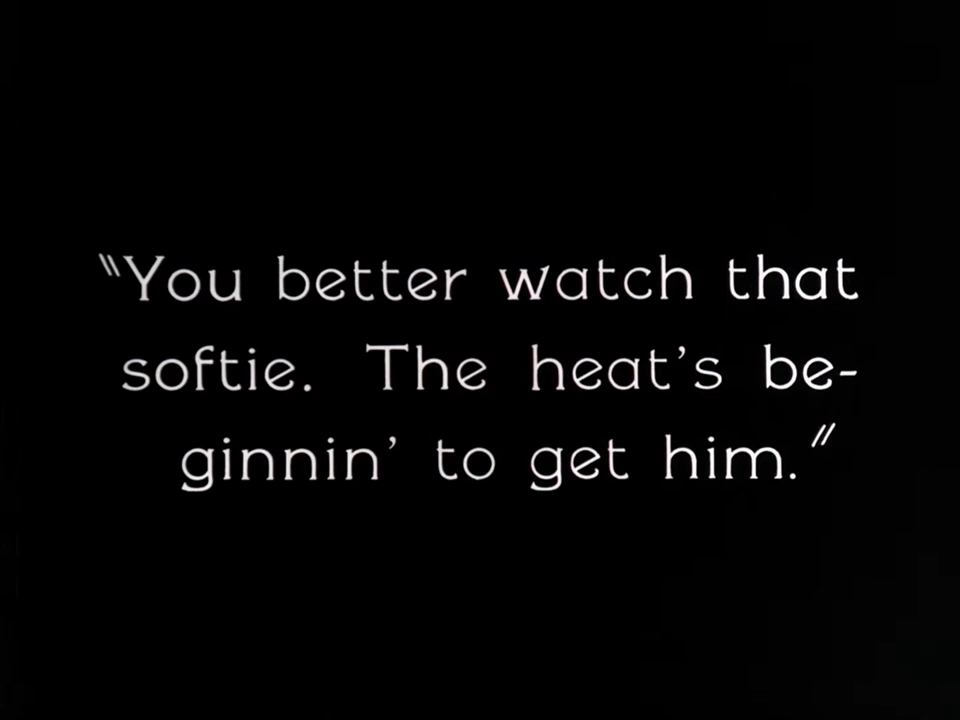 "You better watch that
softie. The heat's be-
ginnin' to get him."